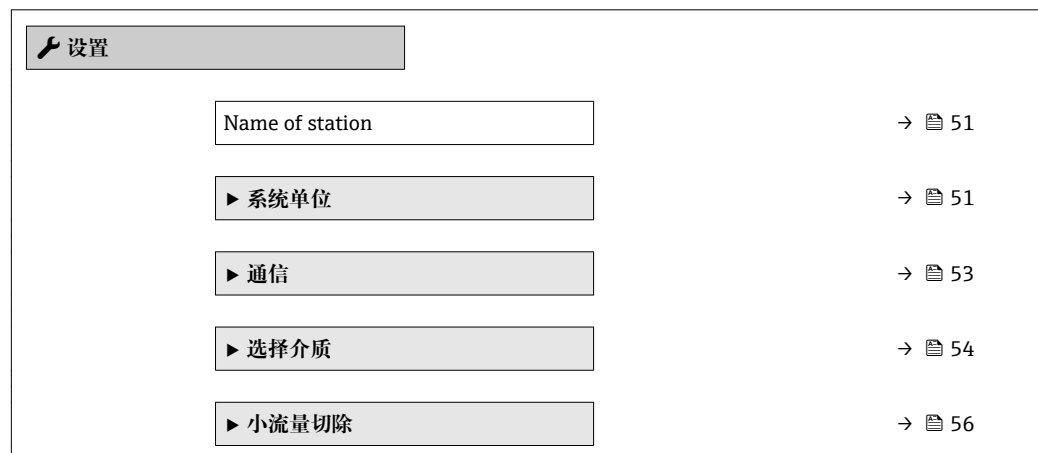 设置
Name of station → 51
▶ 系统单位 → 51
▶ 通信 → 53
▶ 选择介质 → 54
▶ 小流量切除 → 56